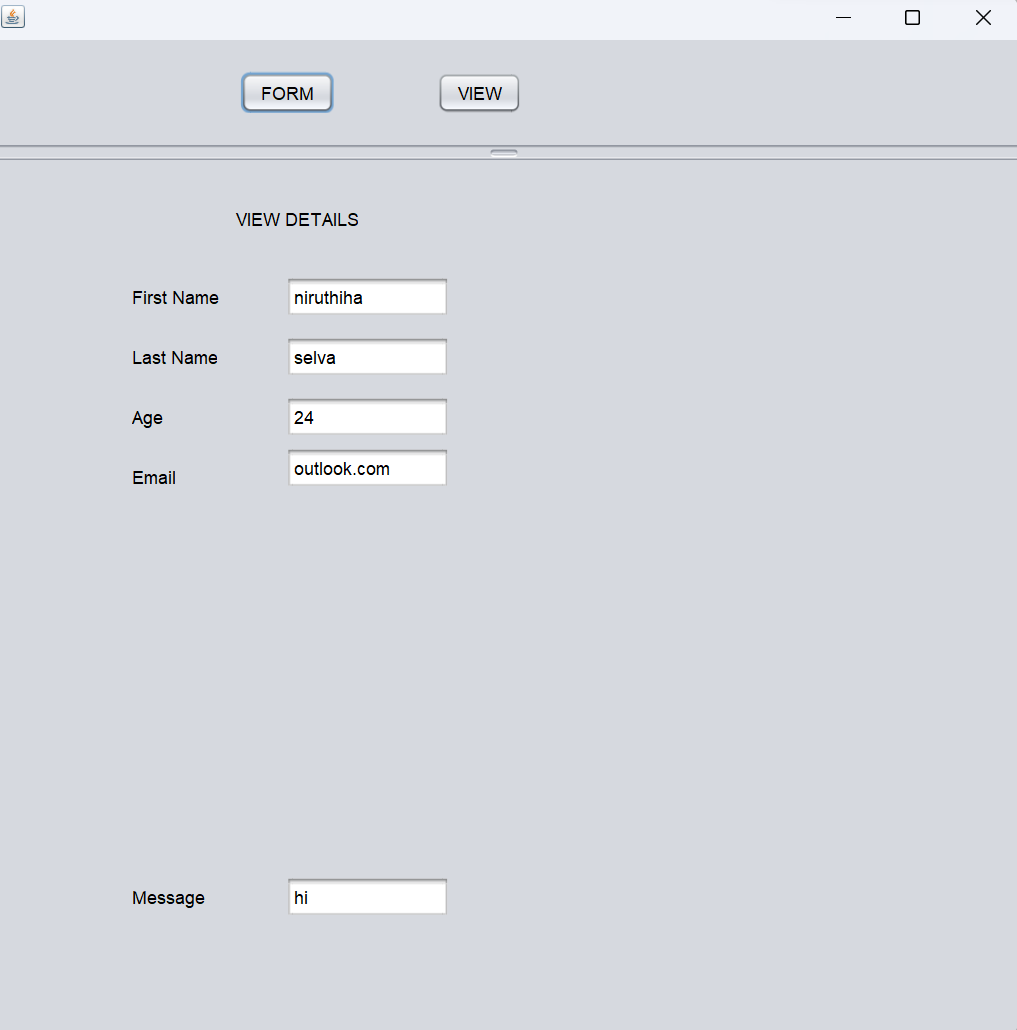 FORM VIEW
VIEW DETAILS
First Name niruthiha
Last Name selva
Age 24
Email outlook.com
Message hi